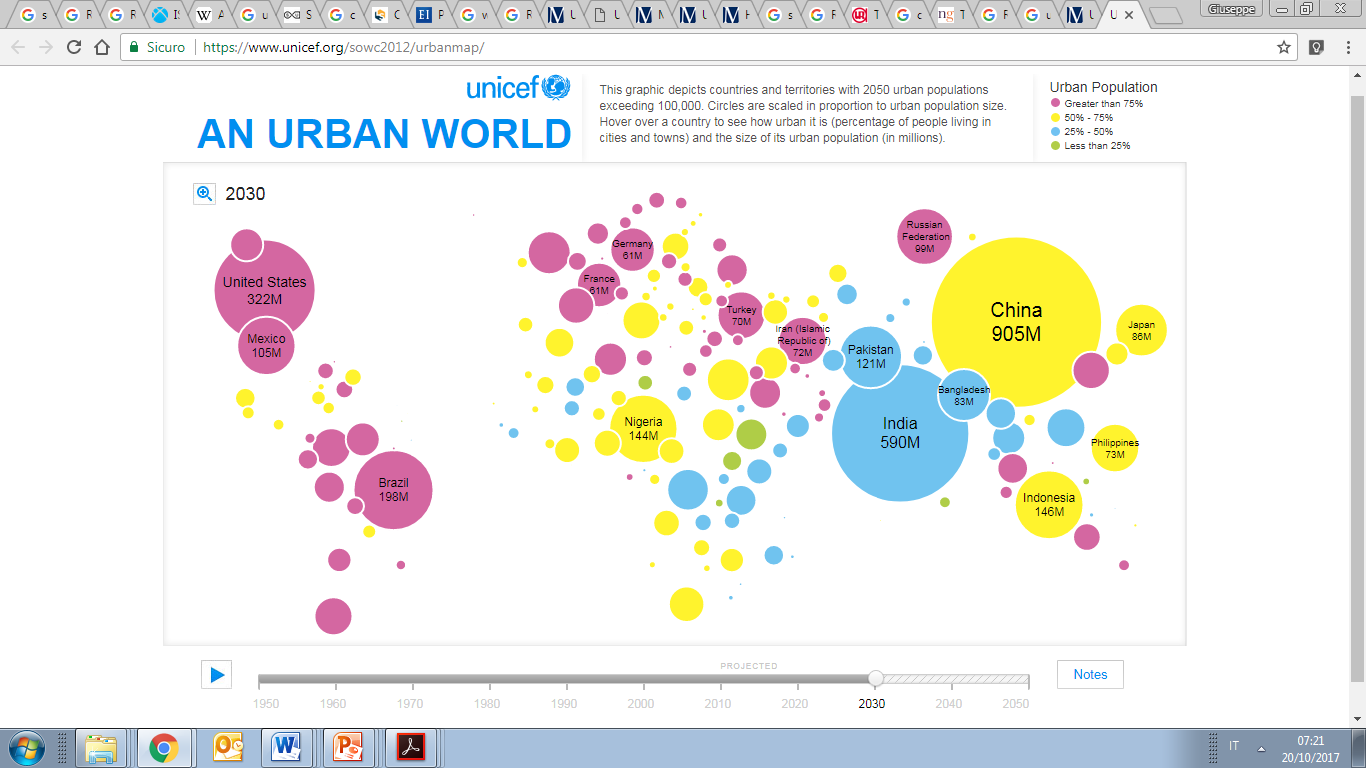 Giuseppe
Sicuro
https://www.unicef.org/sowc2012/urbanmap/
unicef
AN URBAN WORLD
This graphic depicts countries and territories with 2050 urban populations
exceeding 100,000. Circles are scaled in proportion to urban population size.
Hover over a country to see how urban it is (percentage of people living in
cities and towns) and the size of its urban population (in millions).
Urban Population
Greater than 75%
50% - 75%
25% - 50%
Less than 25%
2030
United States
322M
Mexico
105M
Brazil
198M
Germany
61M
France
61M
Turkey
70M
Iran (Islamic
Republic of)
72M
Nigeria
144M
Russian
Federation
99M
China
905M
Japan
86M
Pakistan
121M
Bangladesh
83M
India
590M
Philippines
73M
Indonesia
146M
PROJECTED
1950 1960 1970 1980 1990 2000 2010 2020 2030 2040 2050
Notes
IT
07:21
20/10/2017